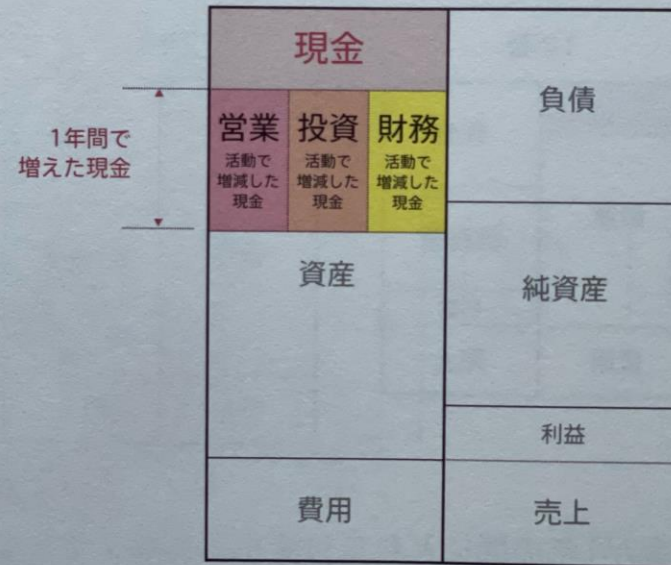 現金
1年間で
増えた現金
営業
活動で
増減した
現金
投資
活動で
増減した
現金
財務
活動で
増減した
現金
資産
費用
負債
純資産
利益
売上